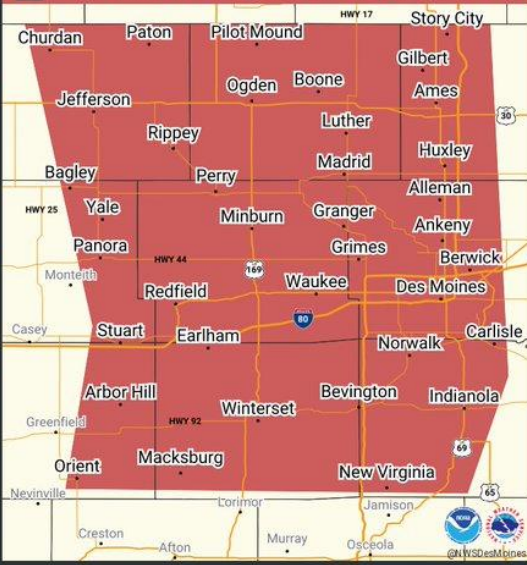 HWY 17
Story City
Churdan
Paton
Pilot Mound
Gilbert
Ogden
Boone
Ames
Jefferson
30
Luther
Rippey
Huxley
Madrid
Bagley
Perry
Alleman
HWY 25
Yale
Minburn
Granger
Ankeny
Panora
Grimes
Berwick
HWY 44
169
Monteith
Waukee
Des Moines
Redfield
80
Casey
Stuart
Earlham
Carlisle
Norwalk
Arbor Hill
Bevington
Indianola
Winterset
Greenfield
HWY 92
69
Macksburg
Orient
New Virginia
65
Nevinville
Lorimor
Jamison
NOAA
Creston
Murray
Osceola
Afton
@NWSDesMoines